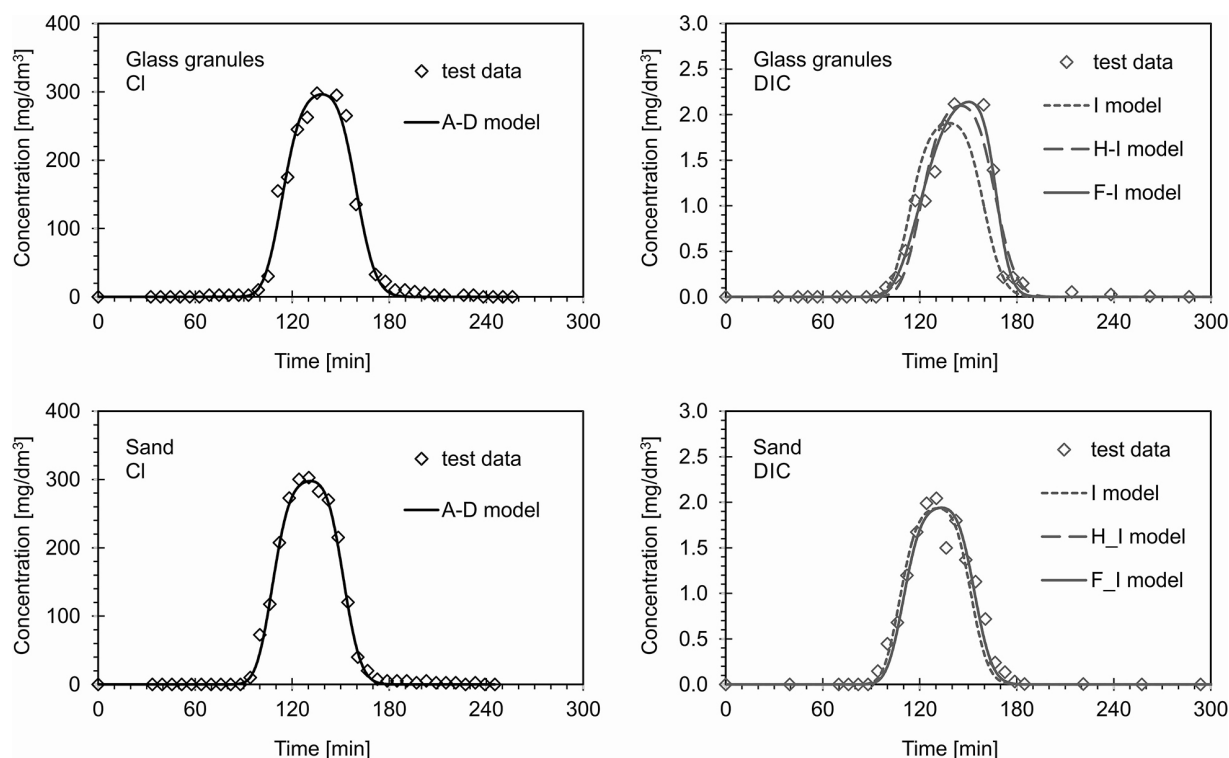 400
300
200
100
0
Concentration [mg/dm³]
Glass granules
Cl
test data
A-D model
0
60
120
180
240
300
Time [min]
3.0
2.5
2.0
1.5
1.0
0.5
0.0
Concentration [mg/dm³]
Glass granules
DIC
test data
I model
H-I model
F-I model
0
60
120
180
240
300
Time [min]
400
300
200
100
0
Concentration [mg/dm³]
Sand
Cl
test data
A-D model
0
60
120
180
240
300
Time [min]
3.0
2.5
2.0
1.5
1.0
0.5
0.0
Concentration [mg/dm³]
Sand
DIC
test data
I model
H_I model
F_I model
0
60
120
180
240
300
Time [min]